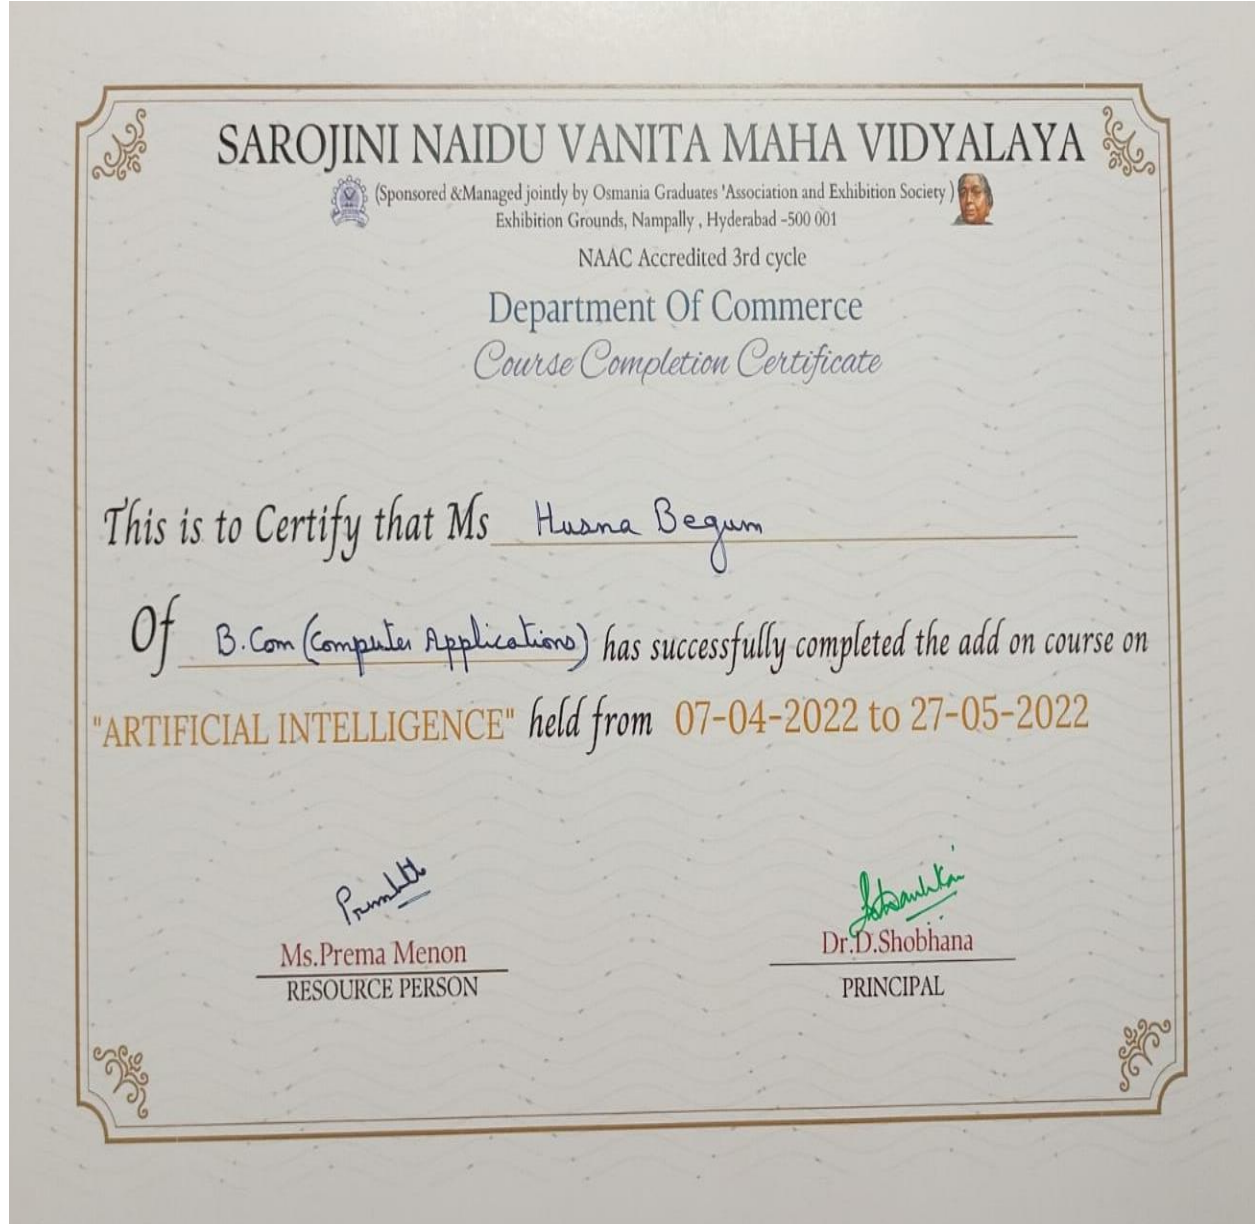 SAROJINI NAIDU VANITA MAHA VIDYALAYA
(Sponsored &Managed jointly by Osmania Graduates 'Association and Exhibition Society )
Exhibition Grounds, Nampally , Hyderabad -500 001
NAAC Accredited 3rd cycle
Department Of Commerce
Course Completion Certificate
This is to Certify that Ms Husna Begum
Of B.Com (Computer Applications) has successfully completed the add on course on
"ARTIFICIAL INTELLIGENCE" held from 07-04-2022 to 27-05-2022
Ms.Prema Menon
RESOURCE PERSON
Dr.D.Shobhana
PRINCIPAL